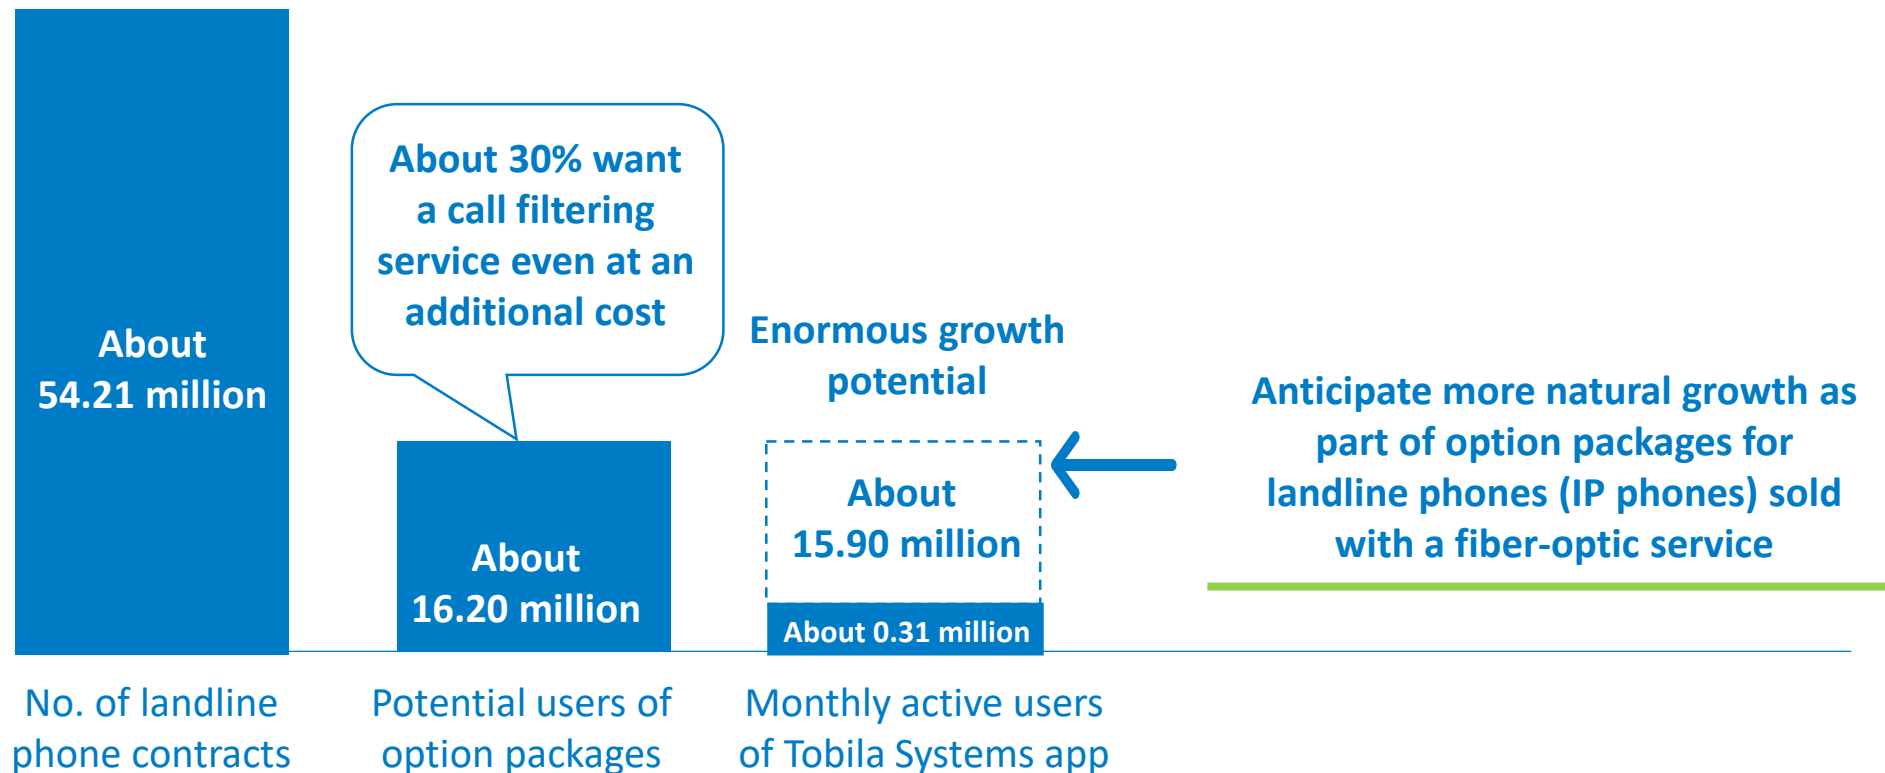 About
54.21 million
No. of landline
phone contracts
About 30% want
a call filtering
service even at an
additional cost
About
16.20 million
Potential users of
option packages
Enormous growth
potential
About
15.90 million
About 0.31 million
Monthly active users
of Tobila Systems app
Anticipate more natural growth as
part of option packages for
landline phones (IP phones) sold
with a fiber-optic service